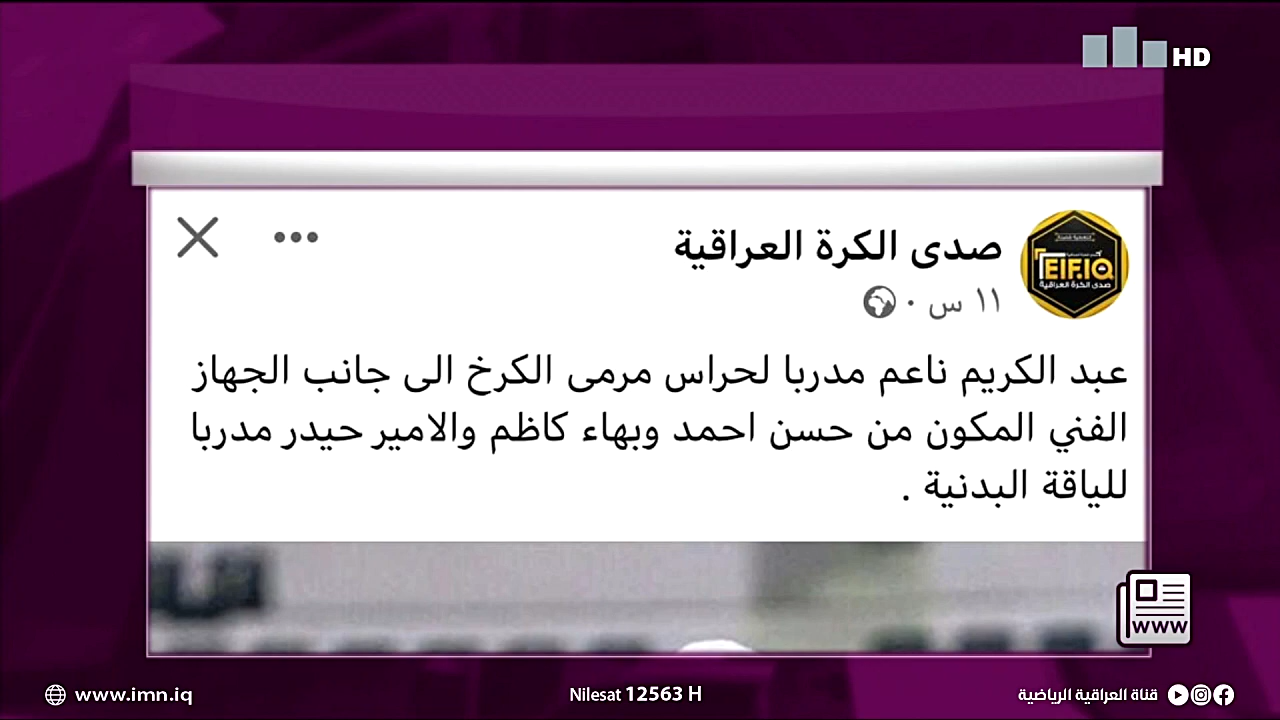 HD
صدى الكرة العراقية
١١ س ·
EIF.IQ
صدى الكرة العراقية
عبد الكريم ناعم مدربا لحراس مرمى الكرخ الى جانب الجهاز
الفني المكون من حسن احمد وبهاء كاظم والامير حيدر مدربا
للياقة البدنية .
WWW
www.imn.iq
Nilesat 12563 H
قناة العراقية الرياضية